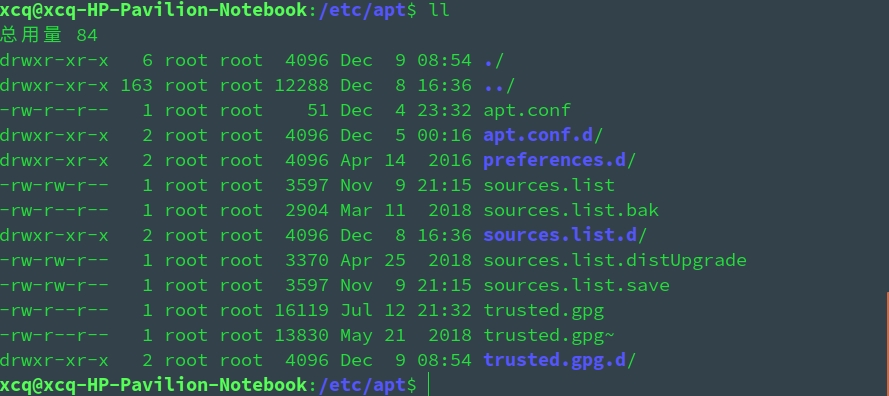 xcq@xcq-HP-Pavilion-Notebook:/etc/apt$ ll
总用量 84
drwxr-xr-x   6 root root  4096 Dec  9 08:54 ./
drwxr-xr-x 163 root root 12288 Dec  8 16:36 ../
-rw-r--r--   1 root root    51 Dec  4 23:32 apt.conf
drwxr-xr-x   2 root root  4096 Dec  5 00:16 apt.conf.d/
drwxr-xr-x   2 root root  4096 Apr 14  2016 preferences.d/
-rw-rw-r--   1 root root  3597 Nov  9 21:15 sources.list
-rw-r--r--   1 root root  2904 Mar 11  2018 sources.list.bak
drwxr-xr-x   2 root root  4096 Dec  8 16:36 sources.list.d/
-rw-rw-r--   1 root root  3370 Apr 25  2018 sources.list.distUpgrade
-rw-rw-r--   1 root root  3597 Nov  9 21:15 sources.list.save
-rw-r--r--   1 root root 16119 Jul 12 21:32 trusted.gpg
-rw-r--r--   1 root root 13830 May 21  2018 trusted.gpg~
drwxr-xr-x   2 root root  4096 Dec  9 08:54 trusted.gpg.d/
xcq@xcq-HP-Pavilion-Notebook:/etc/apt$